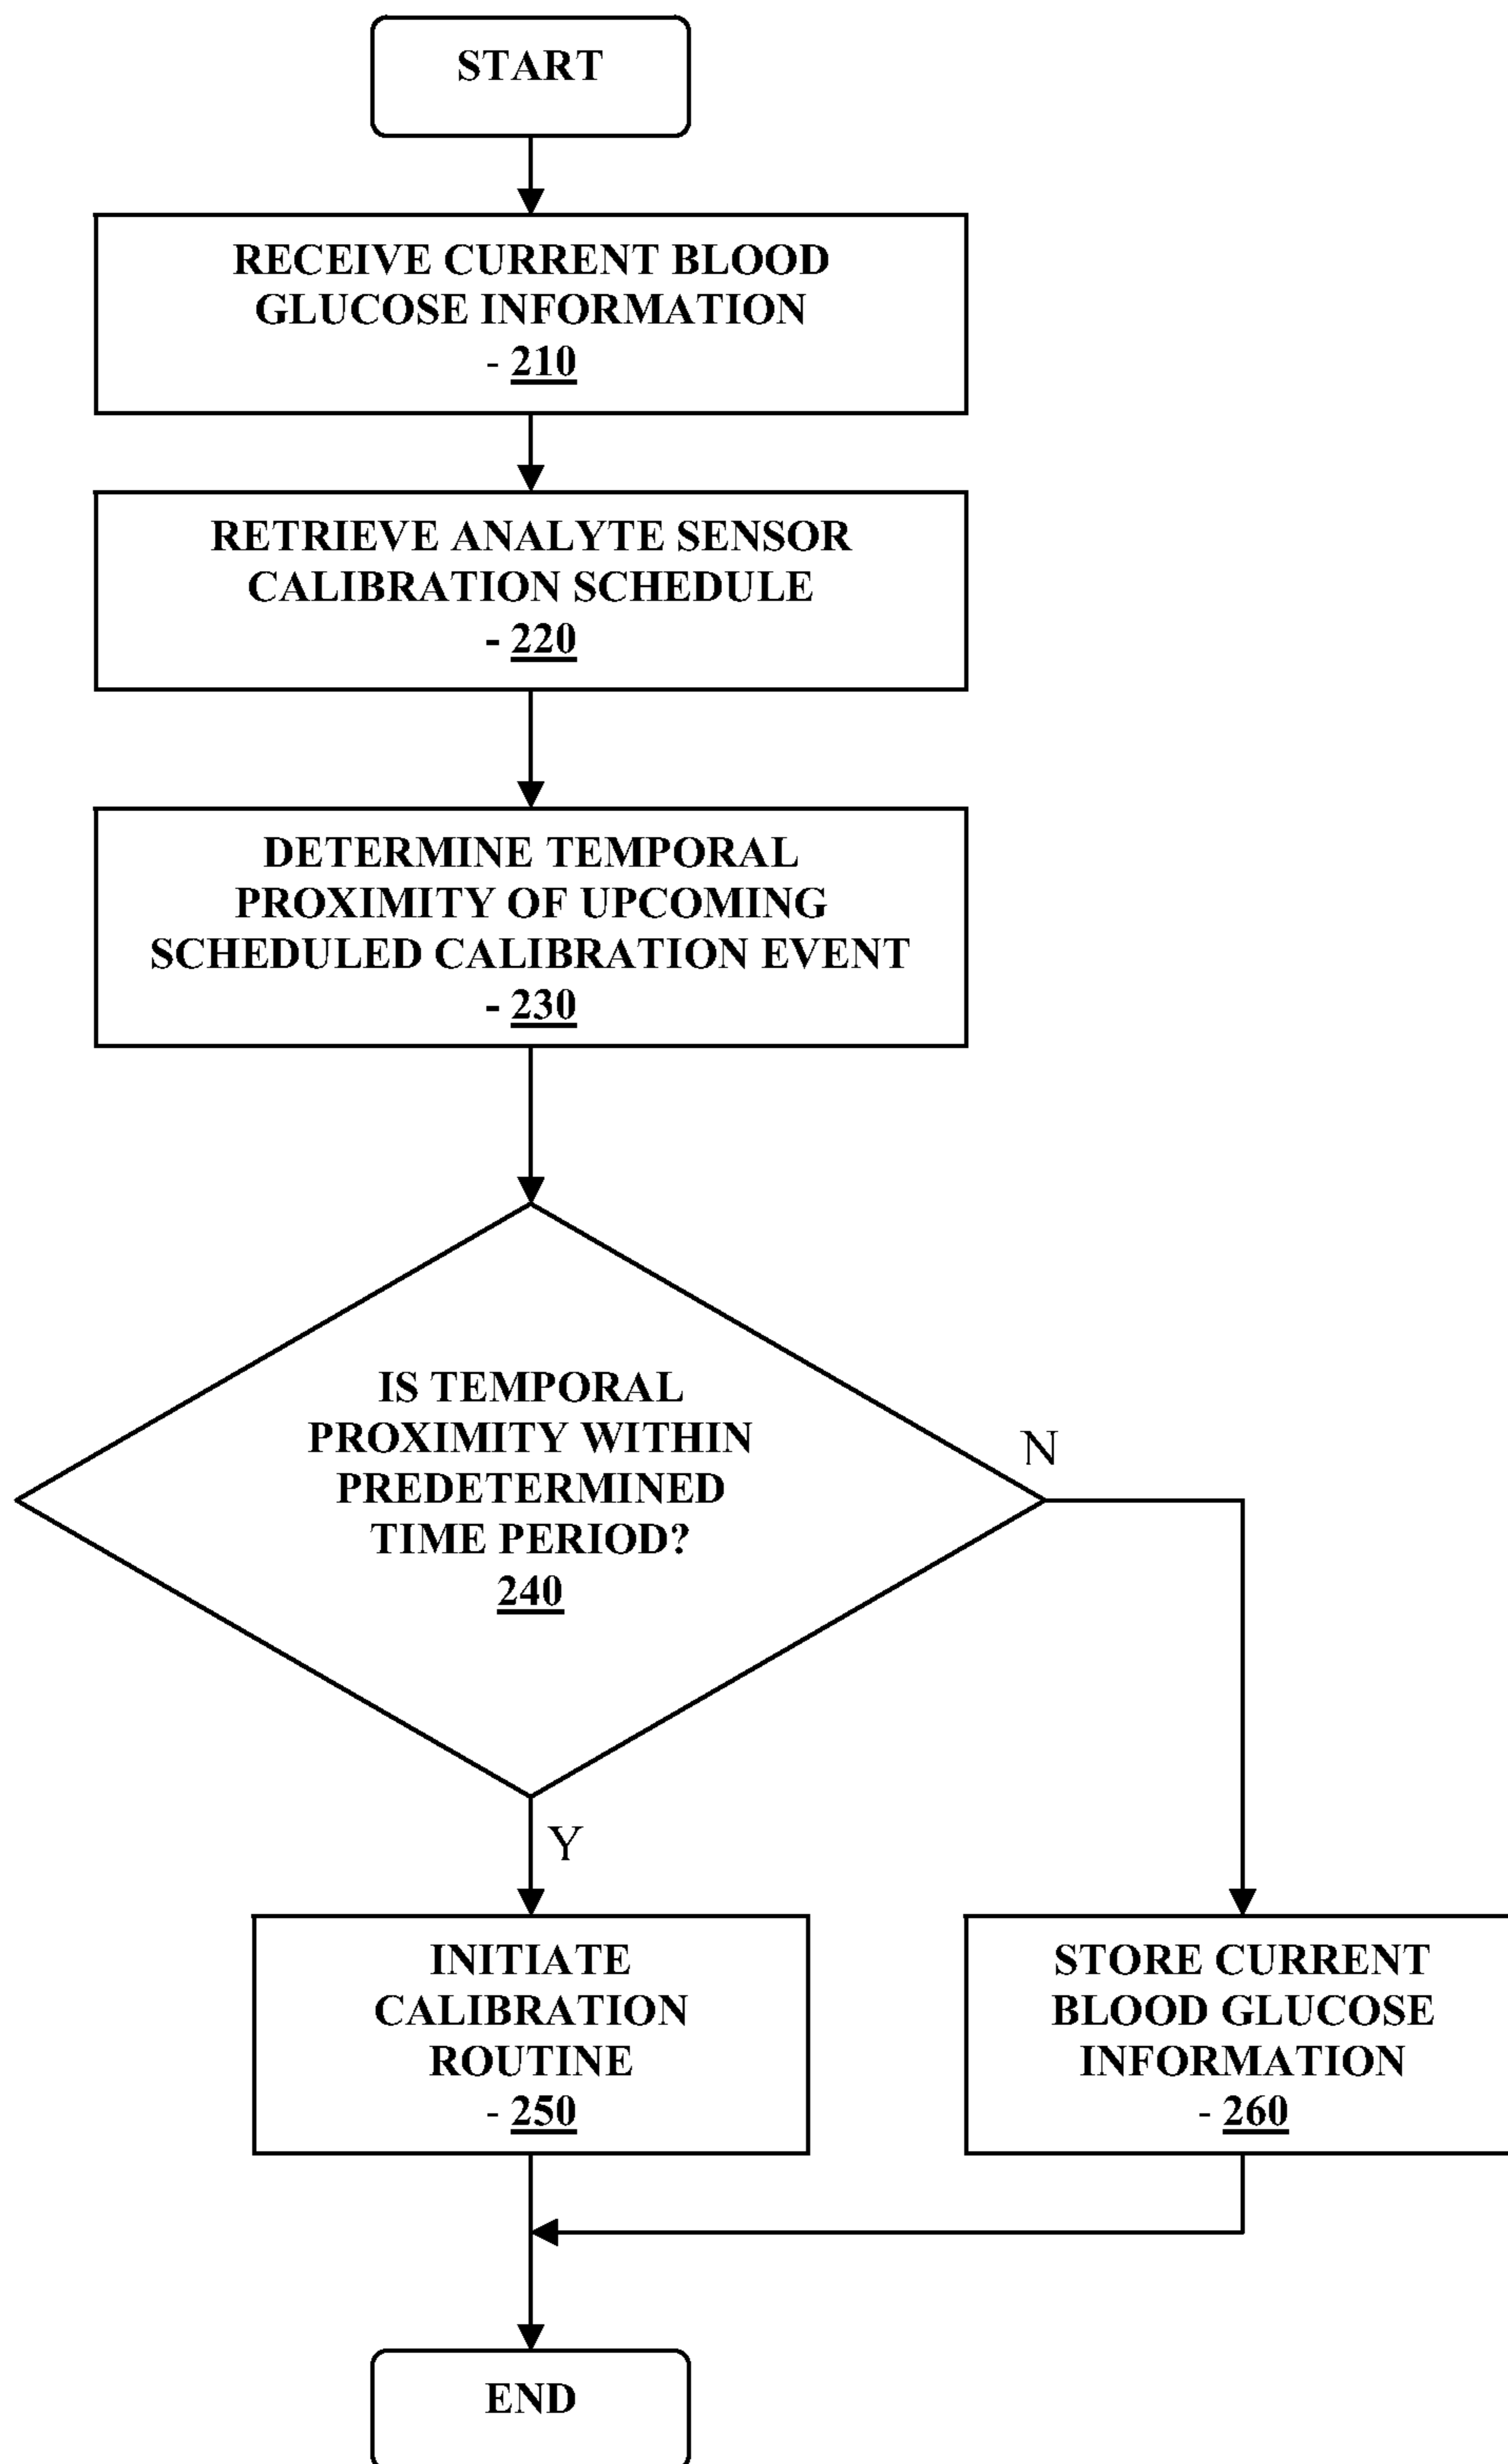 START
RECEIVE CURRENT BLOOD
GLUCOSE INFORMATION
- 210
RETRIEVE ANALYTE SENSOR
CALIBRATION SCHEDULE
- 220
DETERMINE TEMPORAL
PROXIMITY OF UPCOMING
SCHEDULED CALIBRATION EVENT
- 230
IS TEMPORAL
PROXIMITY WITHIN
PREDETERMINED
TIME PERIOD?
240
N
Y
INITIATE
CALIBRATION
ROUTINE
- 250
STORE CURRENT
BLOOD GLUCOSE
INFORMATION
- 260
END